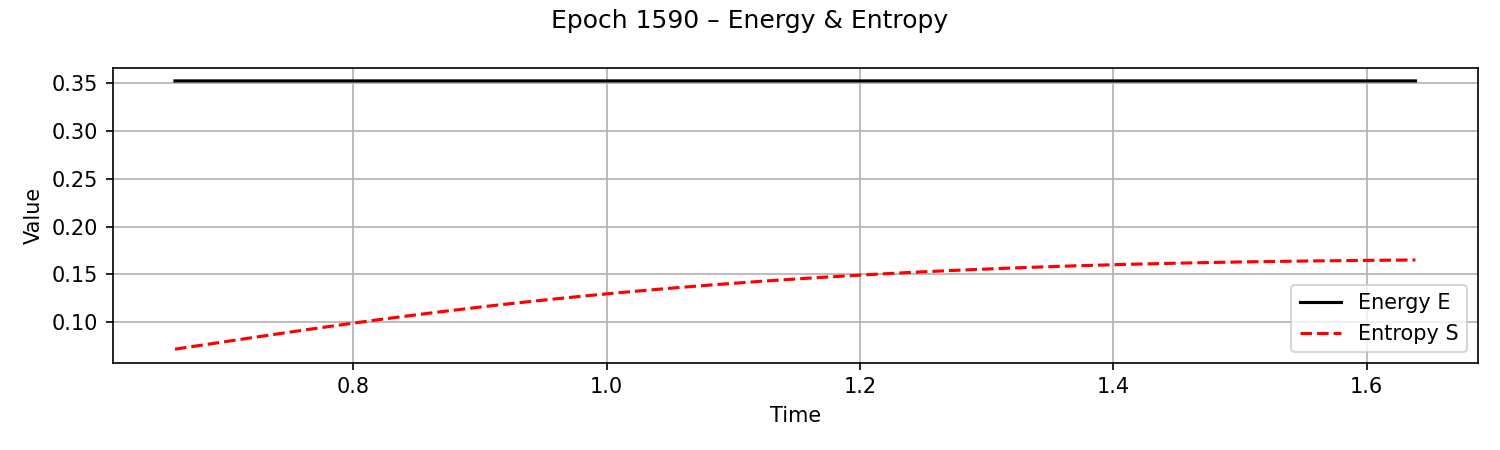 Epoch 1590 – Energy & Entropy
Value
0.35
0.30
0.25
0.20
0.15
0.10
Energy E
Entropy S
0.8 1.0 1.2 1.4 1.6
Time